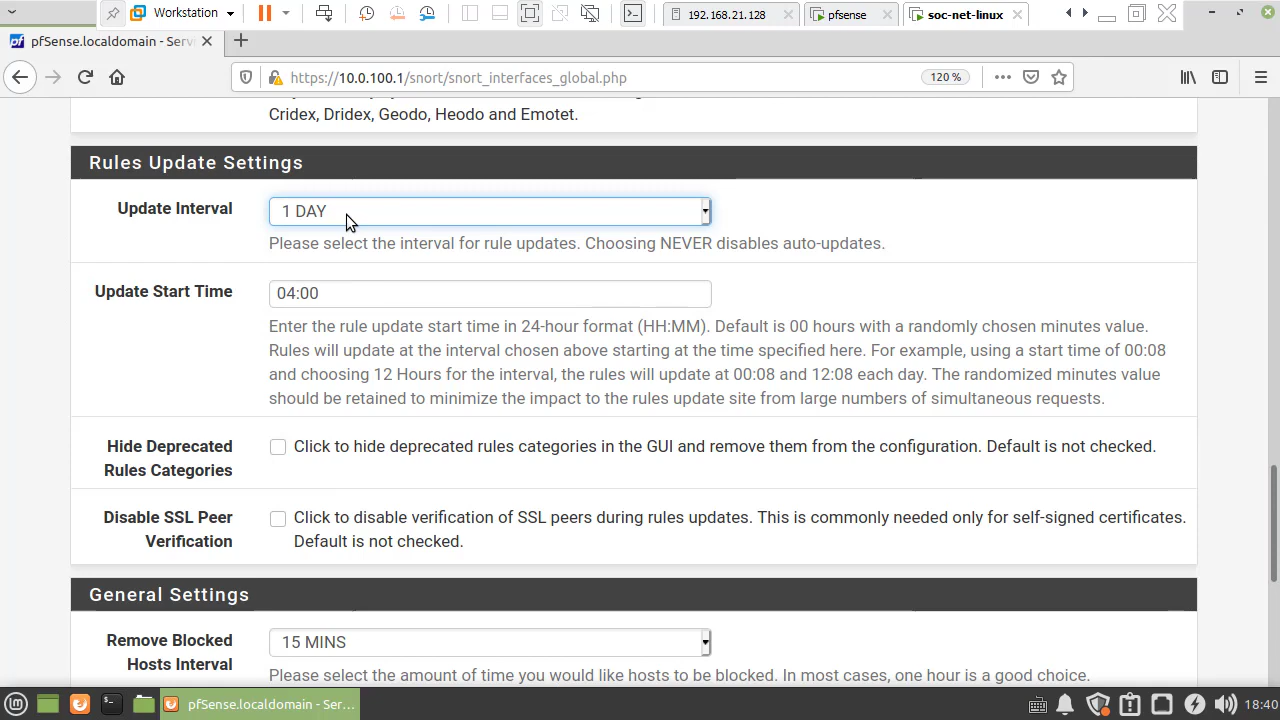 Workstation
192.168.21.128
pfsense
soc-net-linux
pfSense.localdomain - Servi
https://10.0.100.1/snort/snort_interfaces_global.php
120 %
Cridex, Dridex, Geodo, Heodo and Emotet.
Rules Update Settings
Update Interval
1 DAY
Please select the interval for rule updates. Choosing NEVER disables auto-updates.
Update Start Time
04:00
Enter the rule update start time in 24-hour format (HH:MM). Default is 00 hours with a randomly chosen minutes value.
Rules will update at the interval chosen above starting at the time specified here. For example, using a start time of 00:08
and choosing 12 Hours for the interval, the rules will update at 00:08 and 12:08 each day. The randomized minutes value
should be retained to minimize the impact to the rules update site from large numbers of simultaneous requests.
Hide Deprecated
Rules Categories
Click to hide deprecated rules categories in the GUI and remove them from the configuration. Default is not checked.
Disable SSL Peer
Verification
Click to disable verification of SSL peers during rules updates. This is commonly needed only for self-signed certificates.
Default is not checked.
General Settings
Remove Blocked
Hosts Interval
15 MINS
Please select the amount of time you would like hosts to be blocked. In most cases, one hour is a good choice.
pfSense.localdomain - Ser...
18:40